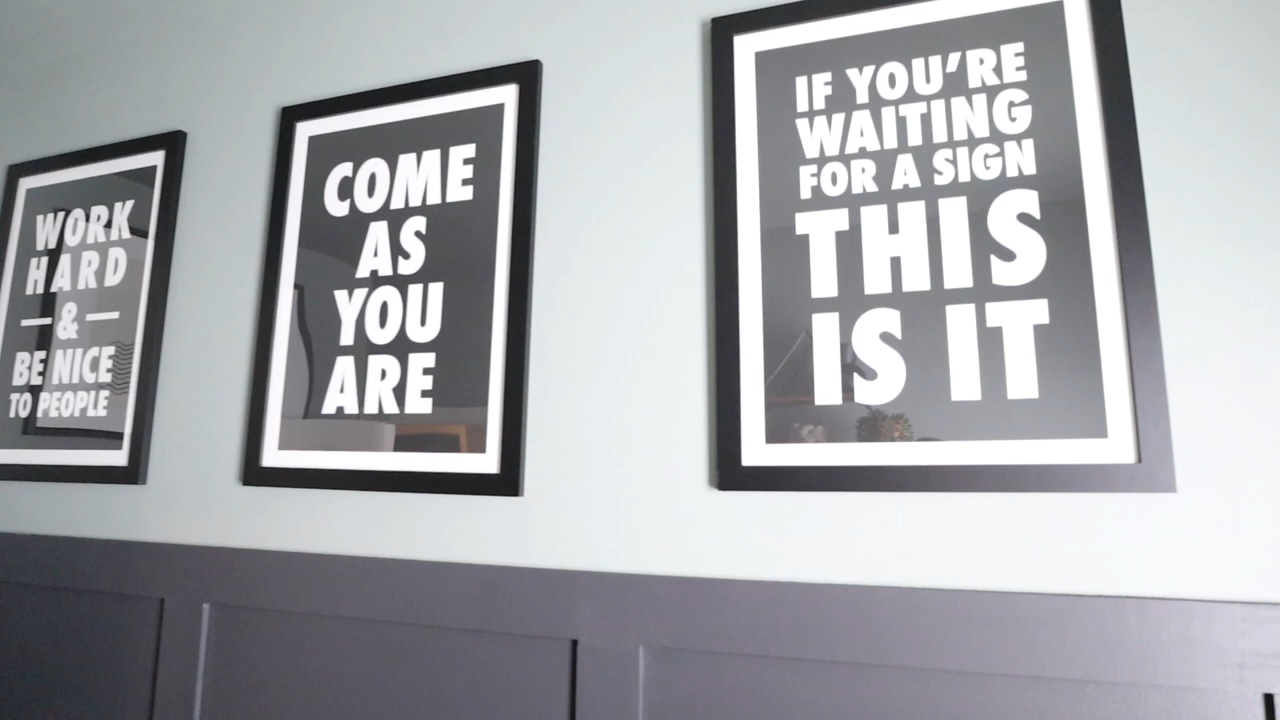 WORK
HARD
&
BE NICE
TO PEOPLE
COME
AS
YOU
ARE
IF YOU'RE
WAITING
FOR A SIGN
THIS
IS IT